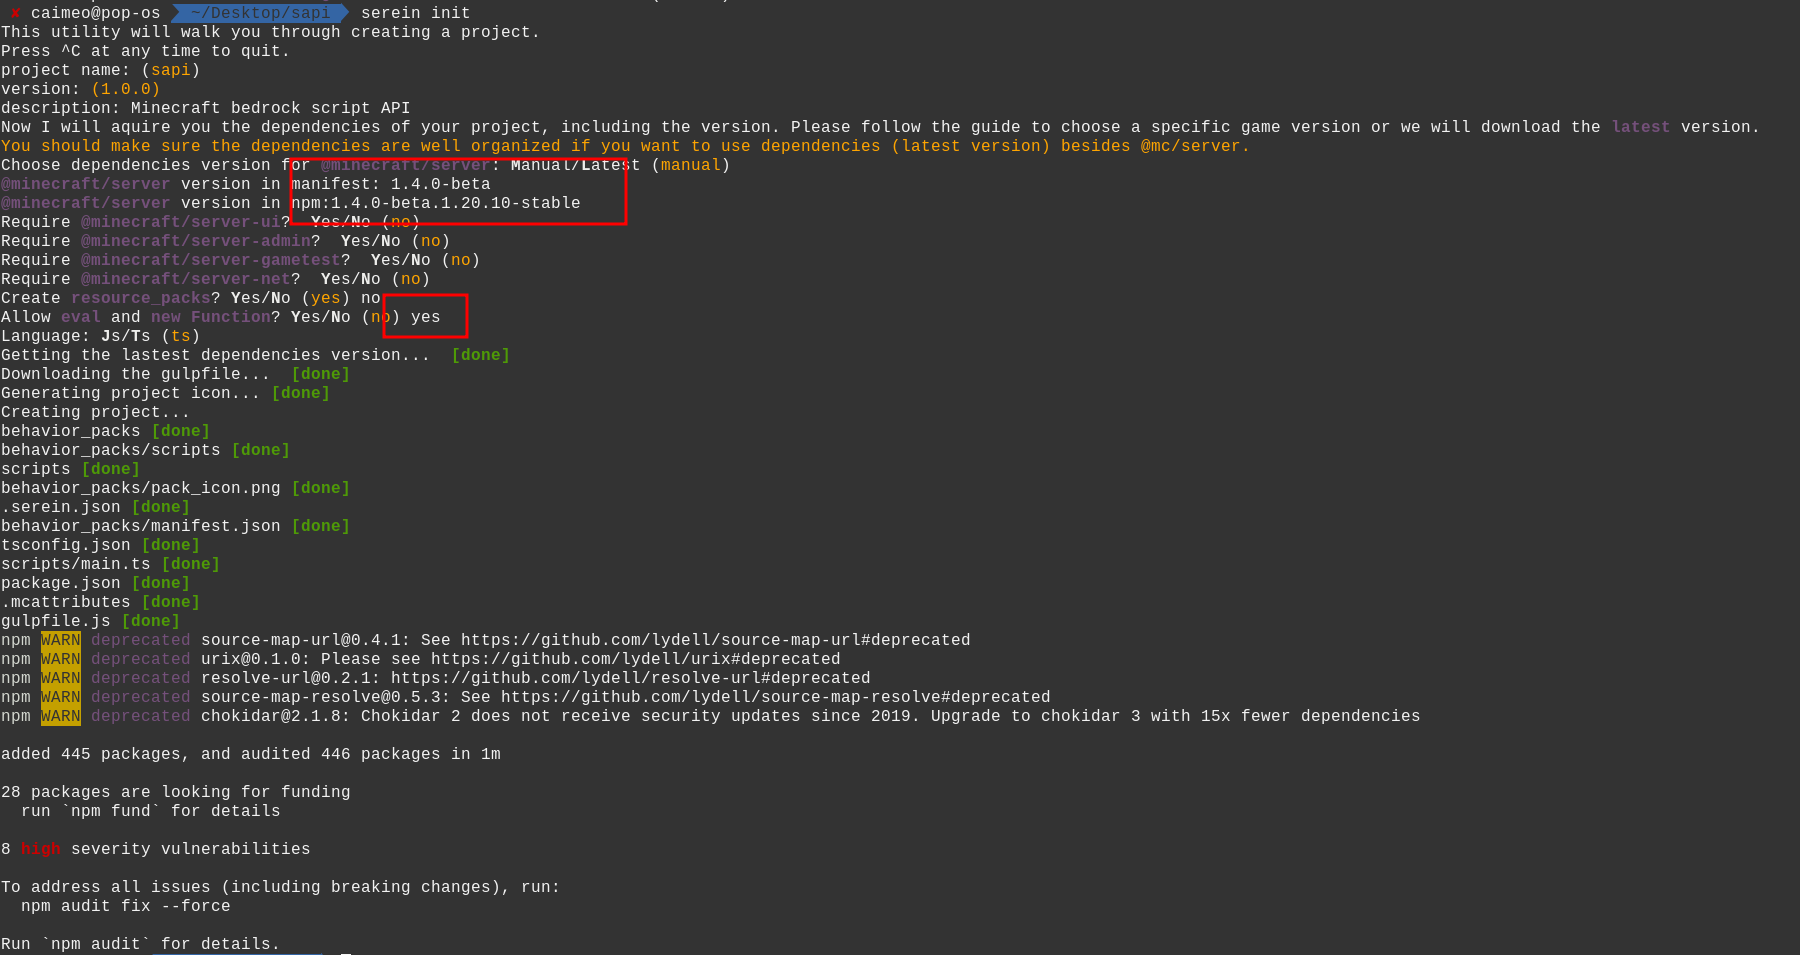 ✘ caimeo@pop-os ~/Desktop/sapi serein init
This utility will walk you through creating a project.
Press ^C at any time to quit.
project name: (sapi)
version: (1.0.0)
description: Minecraft bedrock script API
Now I will aquire you the dependencies of your project, including the version. Please follow the guide to choose a specific game version or we will download the latest version.
You should make sure the dependencies are well organized if you want to use dependencies (latest version) besides @mc/server.
Choose dependencies version for @minecraft/server: Manual/Latest (manual)
@minecraft/server version in manifest: 1.4.0-beta
@minecraft/server version in npm:1.4.0-beta.1.20.10-stable
Require @minecraft/server-ui?  Yes/No (no)
Require @minecraft/server-admin?  Yes/No (no)
Require @minecraft/server-gametest?  Yes/No (no)
Require @minecraft/server-net?  Yes/No (no)
Create resource_packs? Yes/No (yes) no
Allow eval and new Function? Yes/No (no) yes
Language: Js/Ts (ts)
Getting the lastest dependencies version...  [done]
Downloading the gulpfile...  [done]
Generating project icon... [done]
Creating project...
behavior_packs [done]
behavior_packs/scripts [done]
scripts [done]
behavior_packs/pack_icon.png [done]
.serein.json [done]
behavior_packs/manifest.json [done]
tsconfig.json [done]
scripts/main.ts [done]
package.json [done]
.mcattributes [done]
gulpfile.js [done]
npm WARN deprecated source-map-url@0.4.1: See https://github.com/lydell/source-map-url#deprecated
npm WARN deprecated urix@0.1.0: Please see https://github.com/lydell/urix#deprecated
npm WARN deprecated resolve-url@0.2.1: https://github.com/lydell/resolve-url#deprecated
npm WARN deprecated source-map-resolve@0.5.3: See https://github.com/lydell/source-map-resolve#deprecated
npm WARN deprecated chokidar@2.1.8: Chokidar 2 does not receive security updates since 2019. Upgrade to chokidar 3 with 15x fewer dependencies
added 445 packages, and audited 446 packages in 1m
28 packages are looking for funding
  run `npm fund` for details
8 high severity vulnerabilities
To address all issues (including breaking changes), run:
  npm audit fix --force
Run `npm audit` for details.